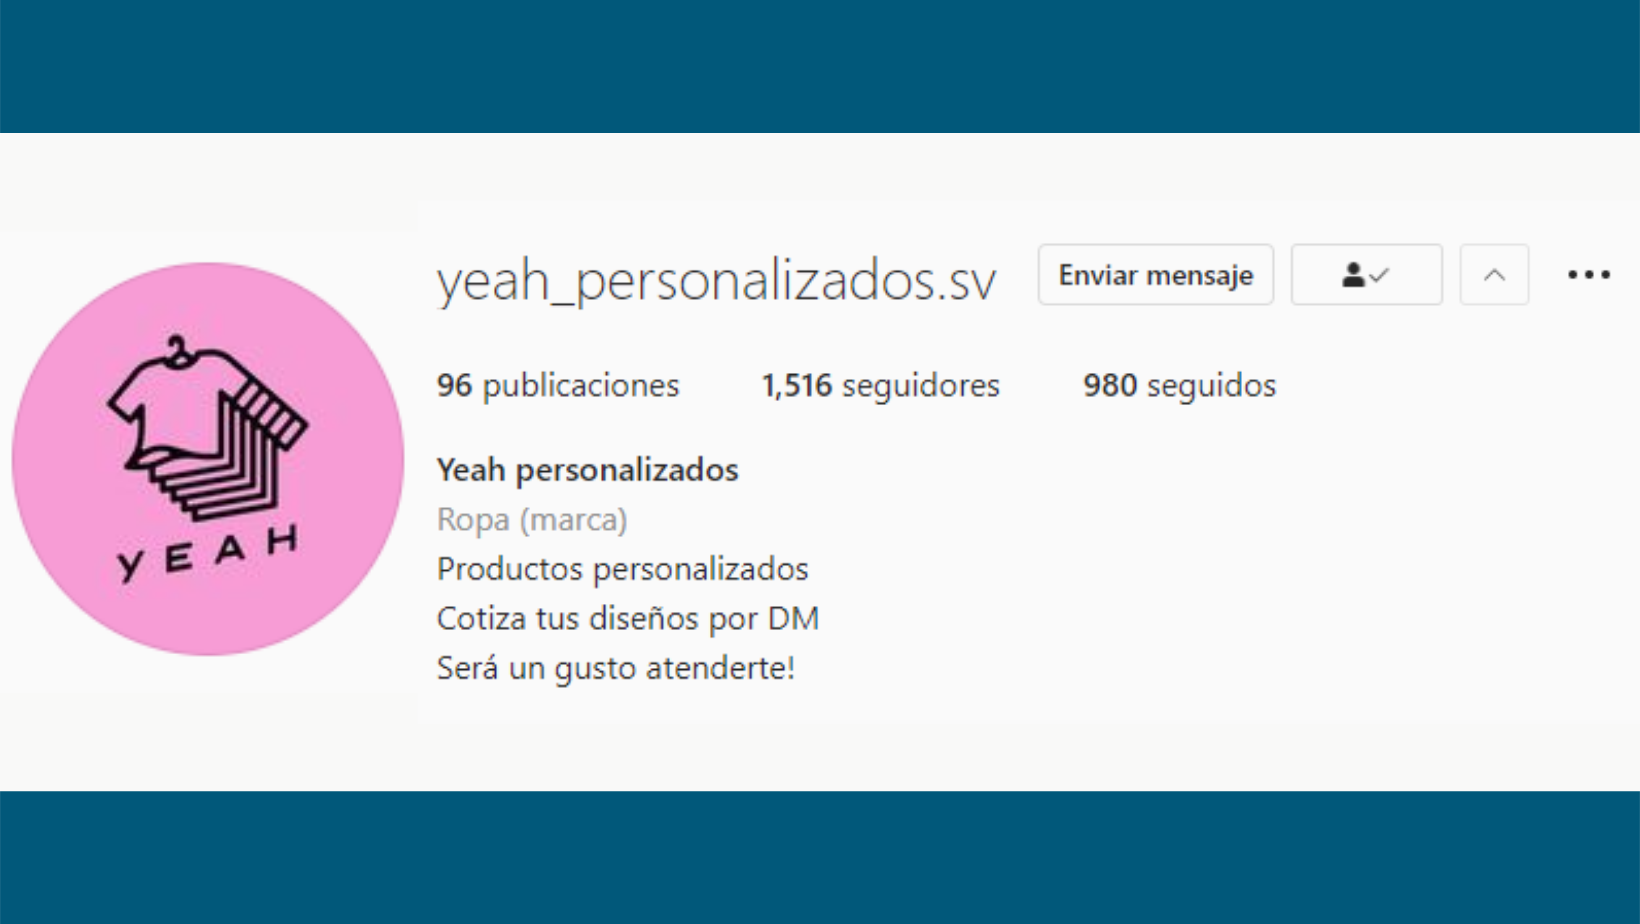 yeah_personalizados.sv Enviar mensaje
96 publicaciones 1,516 seguidores 980 seguidos
Yeah personalizados
Ropa (marca)
Productos personalizados
Cotiza tus diseños por DM
Será un gusto atenderte!
YEAH